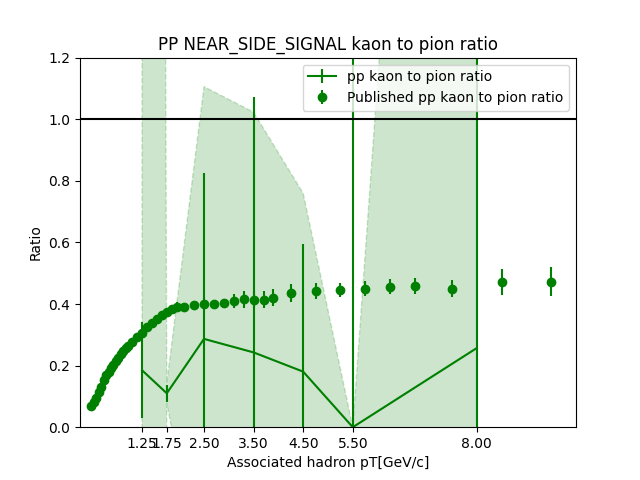 PP NEAR_SIDE_SIGNAL kaon to pion ratio
pp kaon to pion ratio
Published pp kaon to pion ratio
Ratio
1.2
1.0
0.8
0.6
0.4
0.2
0.0
1.25 1.75 2.50 3.50 4.50 5.50 8.00
Associated hadron pT[GeV/c]